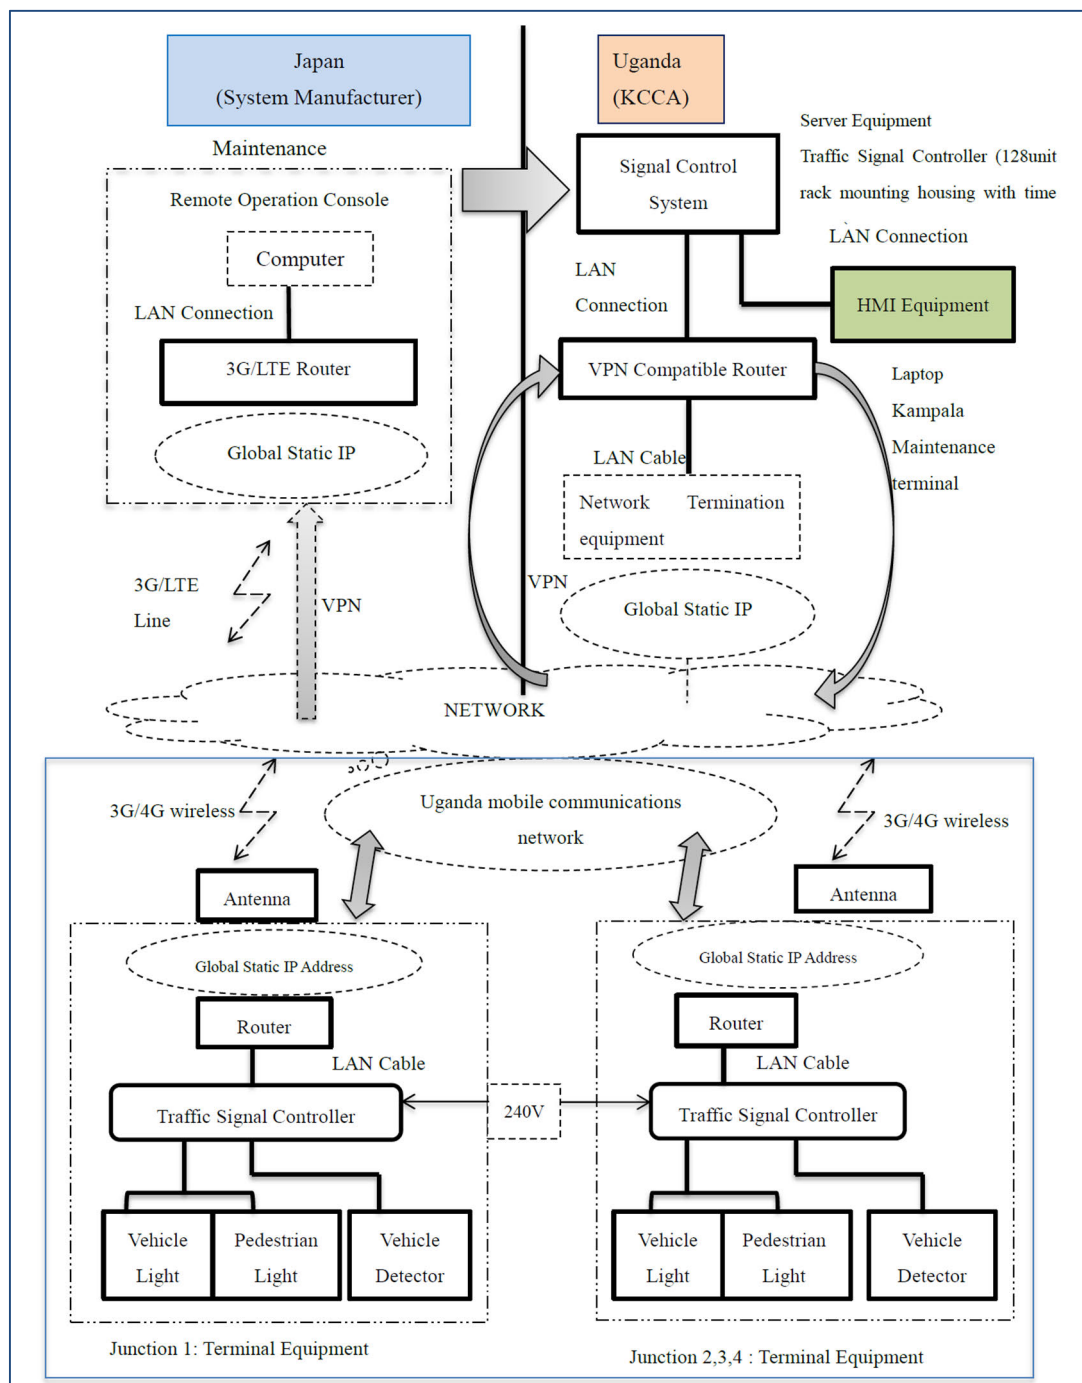 Japan
(System Manufacturer)
Uganda
(KCCA)
Server Equipment
Traffic Signal Controller (128unit
rack mounting housing with time
Maintenance
Remote Operation Console
Computer
LAN Connection
3G/LTE Router
Global Static IP
Signal Control
System
LAN Connection
LAN
Connection
HMI Equipment
VPN Compatible Router
Laptop
Kampala
Maintenance
terminal
LAN Cable
Network Termination
equipment
3G/LTE
Line
VPN
VPN
Global Static IP
NETWORK
Uganda mobile communications
network
3G/4G wireless
3G/4G wireless
Antenna
Antenna
Global Static IP Address
Global Static IP Address
Router
Router
LAN Cable
LAN Cable
Traffic Signal Controller
240V
Traffic Signal Controller
Vehicle
Light
Pedestrian
Light
Vehicle
Detector
Vehicle
Light
Pedestrian
Light
Vehicle
Detector
Junction 1: Terminal Equipment
Junction 2,3,4 : Terminal Equipment